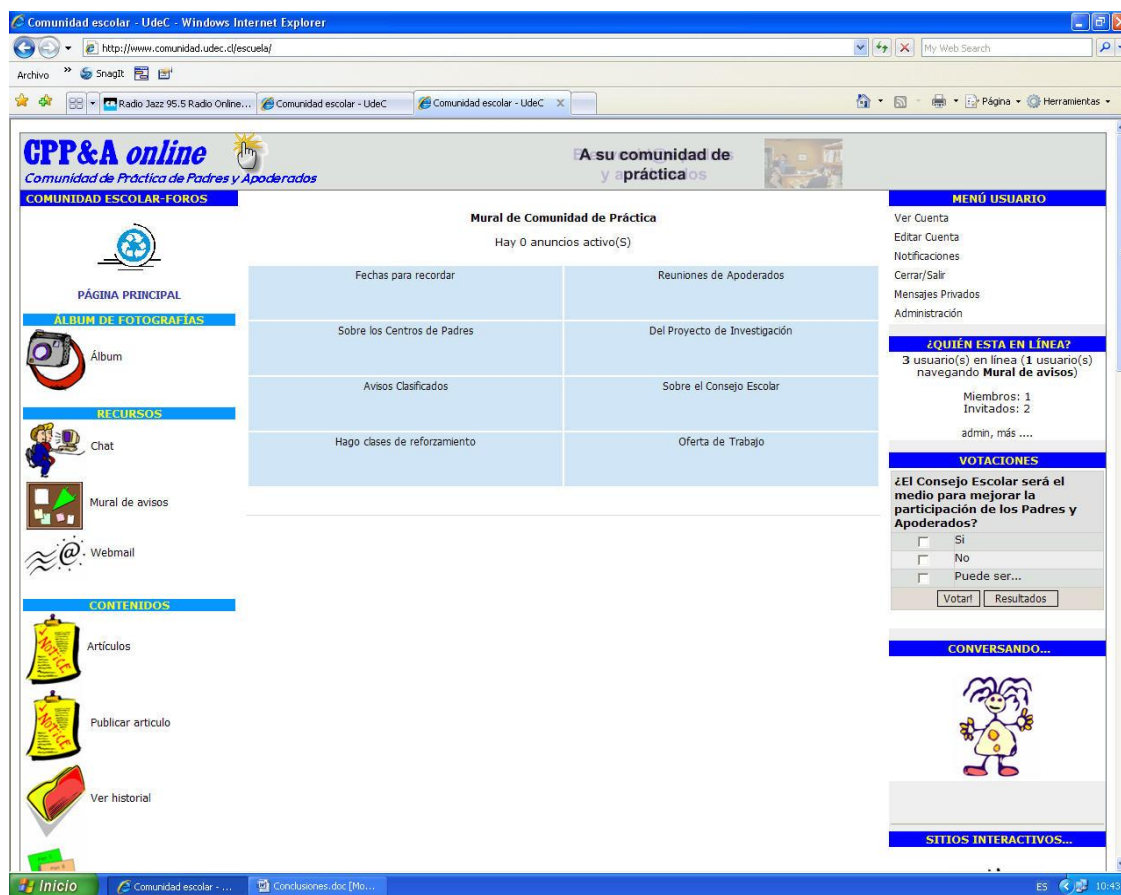 Comunidad escolar - UdeC - Windows Internet Explorer
http://www.comunidad.udec.cl/escuela/
My Web Search
Archivo » SnagIt
Radio Jazz 95.5 Radio Online...
Comunidad escolar - UdeC
Comunidad escolar - UdeC
Página
Herramientas
CPP&A online
Comunidad de Práctica de Padres y Apoderados
A su comunidad de
práctica
COMUNIDAD ESCOLAR-FOROS
PÁGINA PRINCIPAL
ÁLBUM DE FOTOGRAFÍAS
Álbum
RECURSOS
Chat
Mural de avisos
Webmail
CONTENIDOS
NOTICE
Artículos
NOTICE
Publicar articulo
Ver historial
Mural de Comunidad de Práctica
Hay 0 anuncios activo(S)
Fechas para recordar
Reuniones de Apoderados
Sobre los Centros de Padres
Del Proyecto de Investigación
Avisos Clasificados
Sobre el Consejo Escolar
Hago clases de reforzamiento
Oferta de Trabajo
MENÚ USUARIO
Ver Cuenta
Editar Cuenta
Notificaciones
Cerrar/Salir
Mensajes Privados
Administración
¿QUIÉN ESTA EN LÍNEA?
3 usuario(s) en línea (1 usuario(s)
navegando Mural de avisos)
Miembros: 1
Invitados: 2
admin, más ....
VOTACIONES
¿El Consejo Escolar será el
medio para mejorar la
participación de los Padres y
Apoderados?
Si
No
Puede ser...
Votar!
Resultados
CONVERSANDO...
SITIOS INTERACTIVOS...
Inicio
Comunidad escolar - ...
Conclusiones.doc [Mo...
ES
10:43